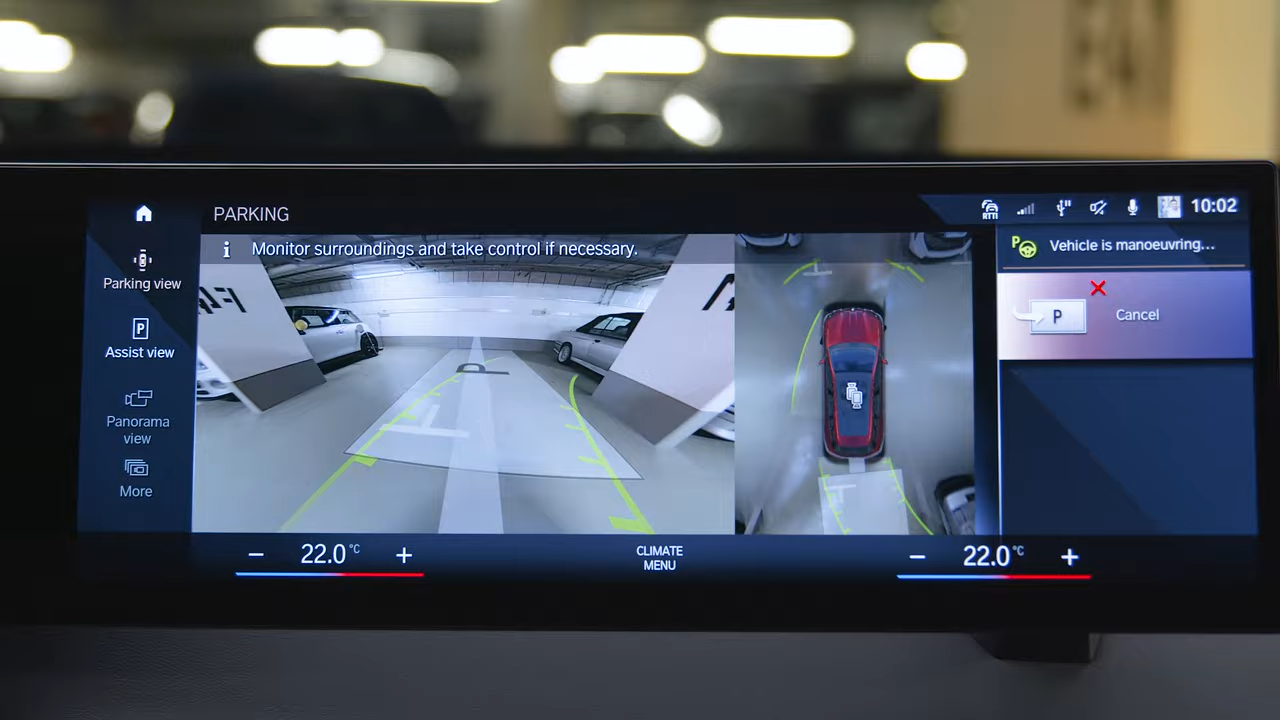 PARKING
RTTI
10:02
i Monitor surroundings and take control if necessary.
P Vehicle is manoeuvring...
P Cancel
Parking view
P
Assist view
Panorama
view
More
P
− 22.0 °C +
CLIMATE
MENU
− 22.0 °C +